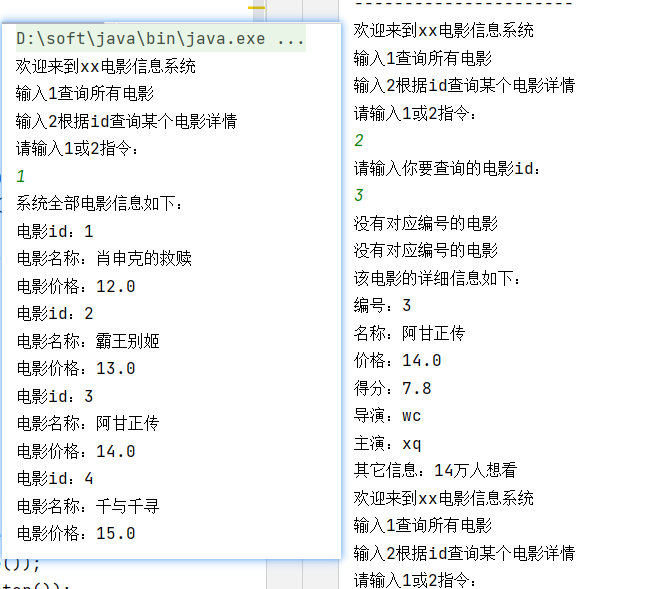 D:\soft\java\bin\java.exe ...
欢迎来到xx电影信息系统
输入1查询所有电影
输入2根据id查询某个电影详情
请输入1或2指令:
1
系统全部电影信息如下:
电影id: 1
电影名称: 肖申克的救赎
电影价格: 12.0
电影id: 2
电影名称: 霸王别姬
电影价格: 13.0
电影id: 3
电影名称: 阿甘正传
电影价格: 14.0
电影id: 4
电影名称: 千与千寻
电影价格: 15.0
());
----------------------
欢迎来到xx电影信息系统
输入1查询所有电影
输入2根据id查询某个电影详情
请输入1或2指令:
2
请输入你要查询的电影id:
3
没有对应编号的电影
没有对应编号的电影
该电影的详细信息如下:
编号: 3
名称: 阿甘正传
价格: 14.0
得分: 7.8
导演: wc
主演: xq
其它信息: 14万人想看
欢迎来到xx电影信息系统
输入1查询所有电影
输入2根据id查询某个电影详情
请输入1或2指令: